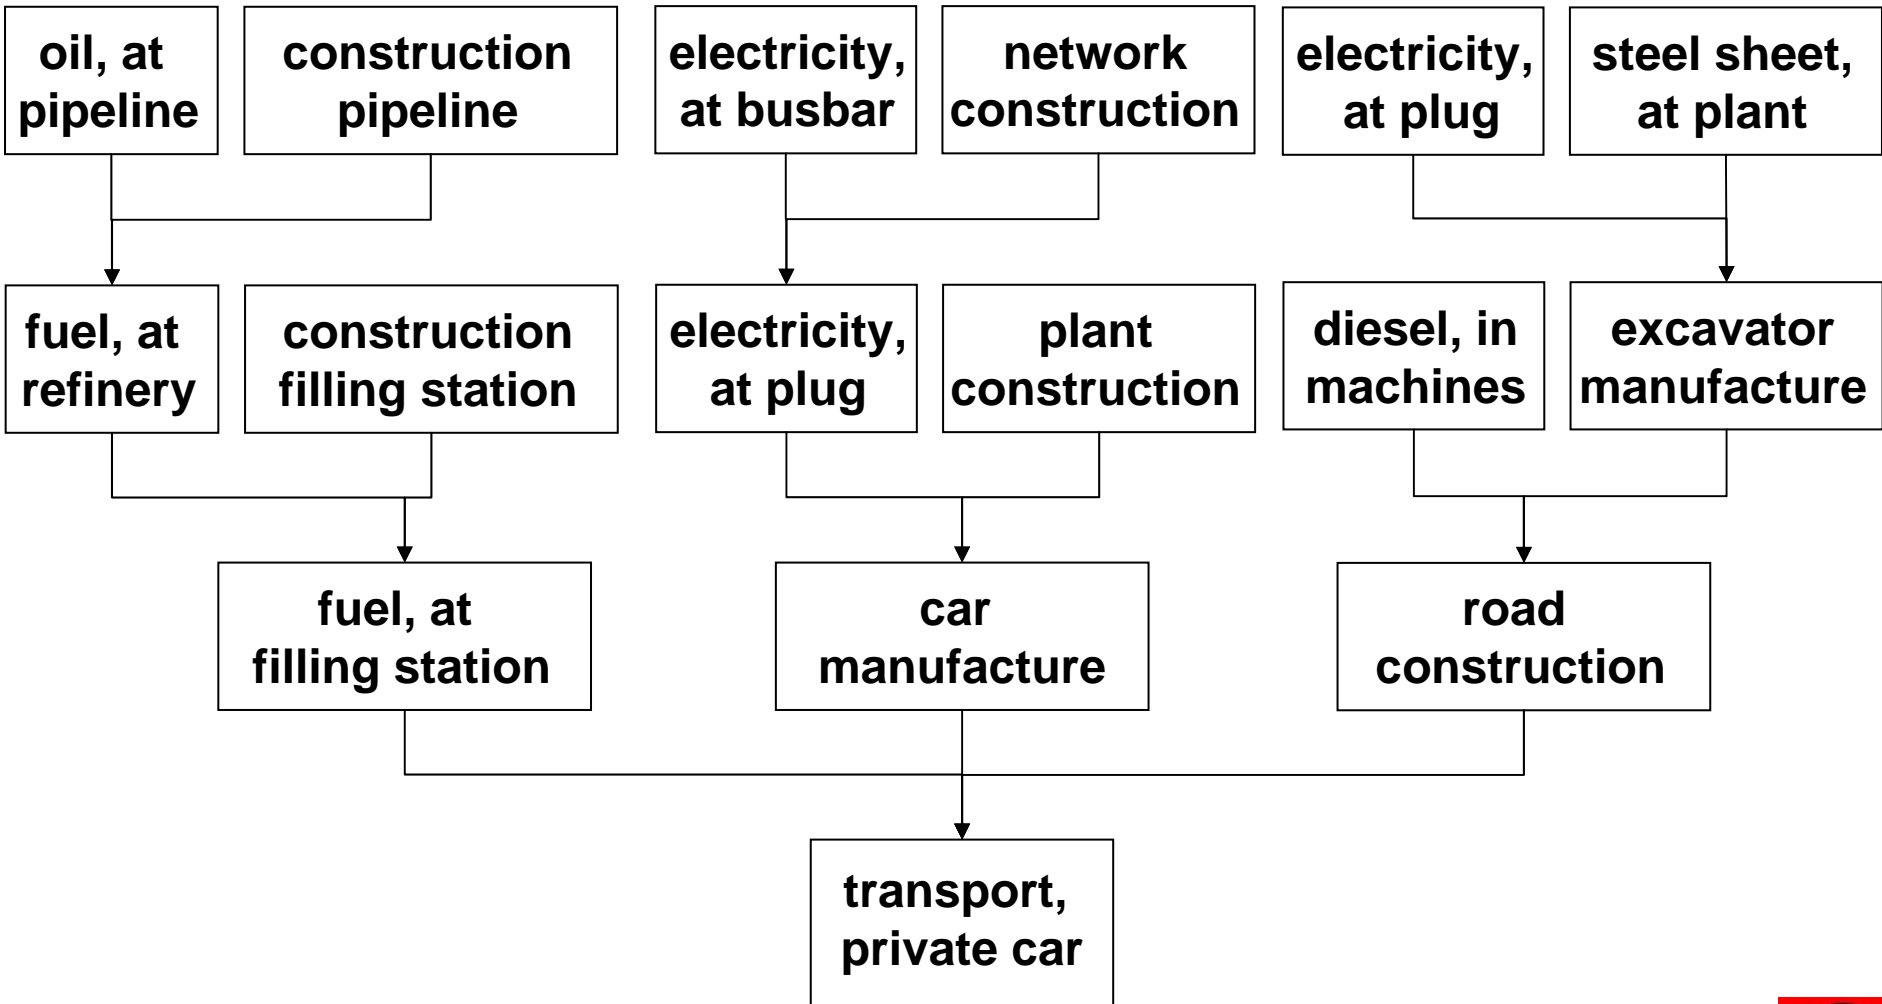 oil, at
pipeline
construction
pipeline
electricity,
at busbar
network
construction
electricity,
at plug
steel sheet,
at plant
fuel, at
refinery
construction
filling station
electricity,
at plug
plant
construction
diesel, in
machines
excavator
manufacture
fuel, at
filling station
car
manufacture
road
construction
transport,
private car